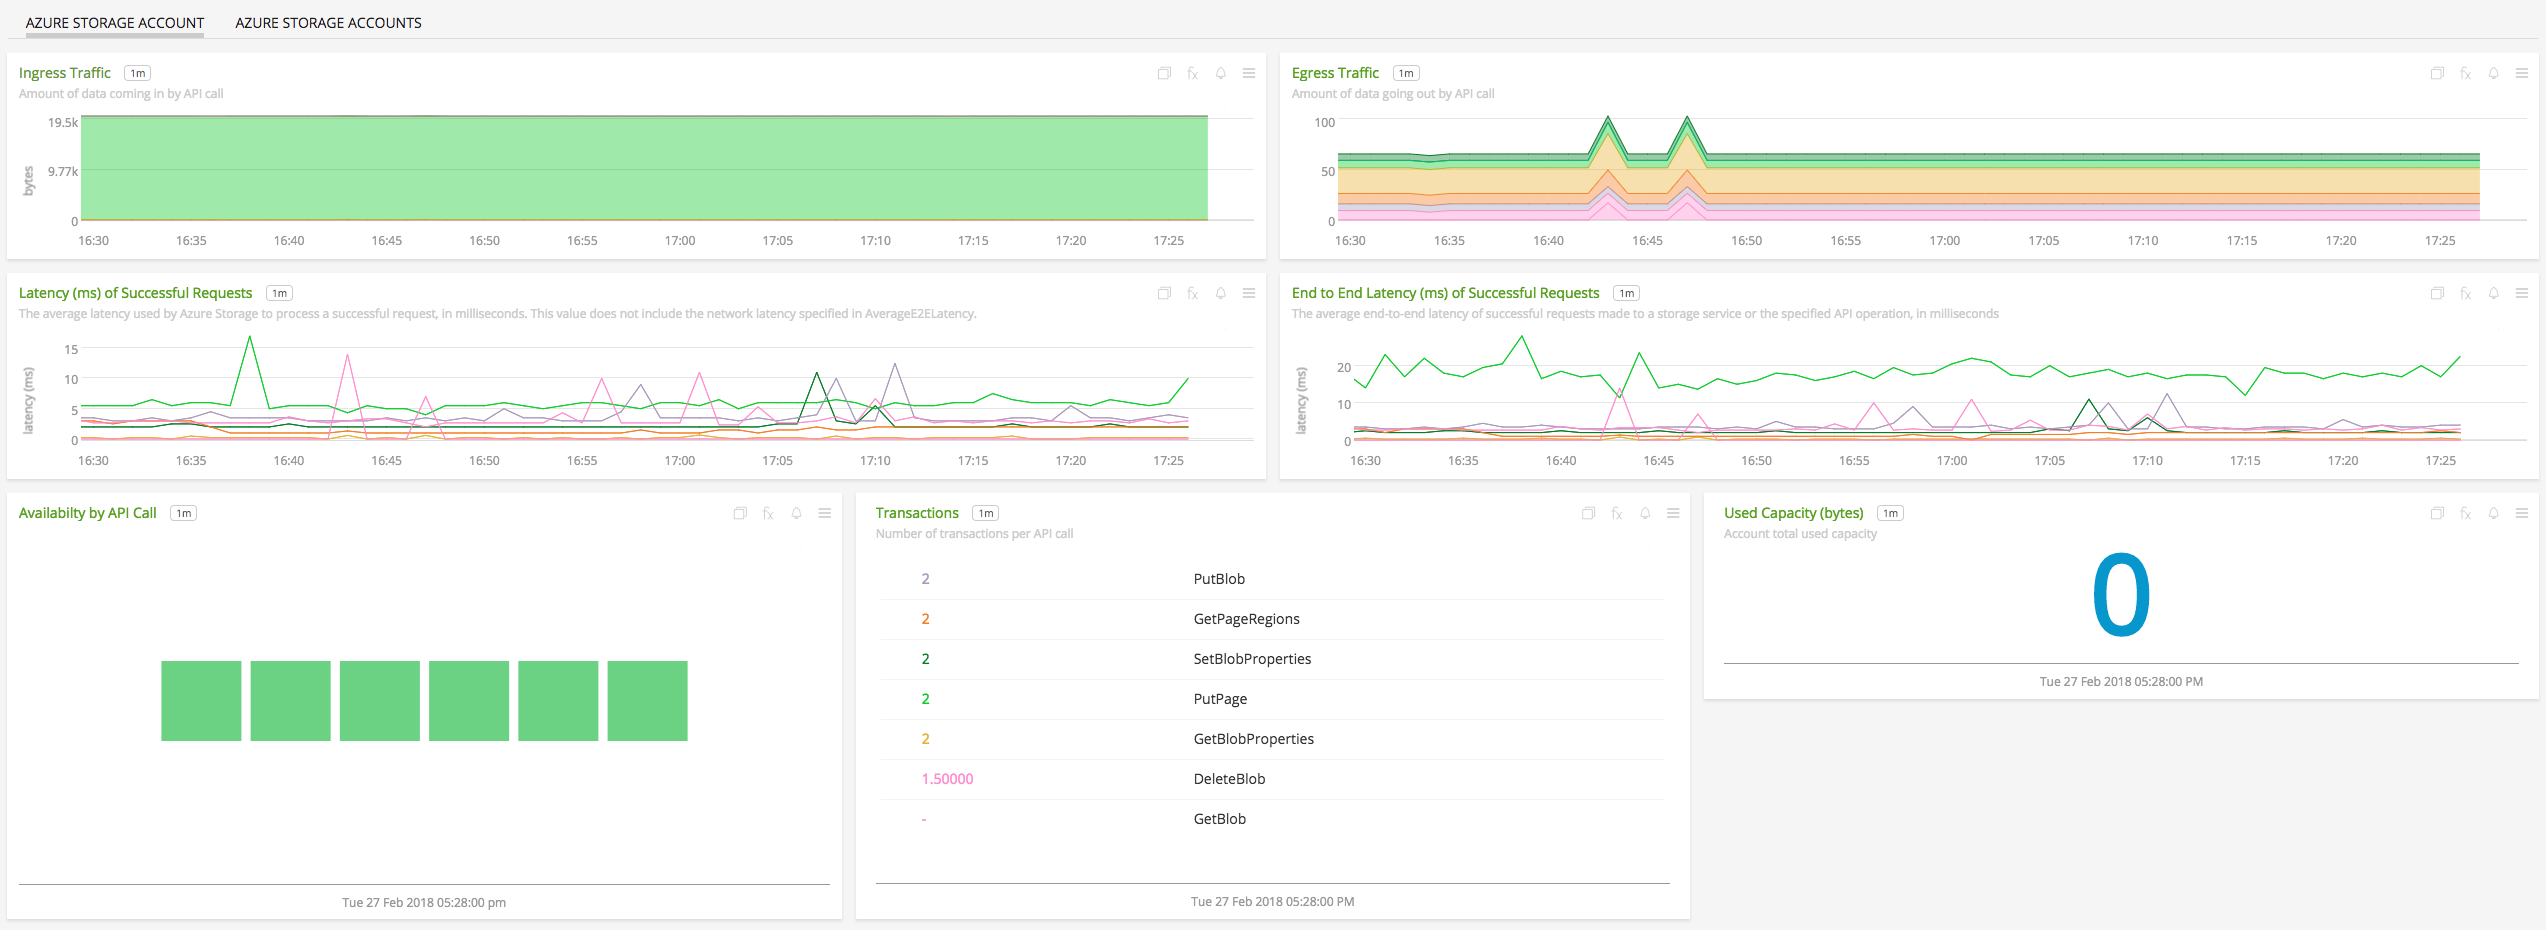 AZURE STORAGE ACCOUNT AZURE STORAGE ACCOUNTS
Ingress Traffic 1m
Amount of data coming in by API call
19.5k
9.77k
0
bytes
16:30 16:35 16:40 16:45 16:50 16:55 17:00 17:05 17:10 17:15 17:20 17:25
Egress Traffic 1m
Amount of data going out by API call
100
50
0
16:30 16:35 16:40 16:45 16:50 16:55 17:00 17:05 17:10 17:15 17:20 17:25
Latency (ms) of Successful Requests 1m
The average latency used by Azure Storage to process a successful request, in milliseconds. This value does not include the network latency specified in AverageE2ELatency.
15
10
5
0
latency (ms)
16:30 16:35 16:40 16:45 16:50 16:55 17:00 17:05 17:10 17:15 17:20 17:25
End to End Latency (ms) of Successful Requests 1m
The average end-to-end latency of successful requests made to a storage service or the specified API operation, in milliseconds
20
10
0
latency (ms)
16:30 16:35 16:40 16:45 16:50 16:55 17:00 17:05 17:10 17:15 17:20 17:25
Availabilty by API Call 1m
Tue 27 Feb 2018 05:28:00 pm
Transactions 1m
Number of transactions per API call
2 PutBlob
2 GetPageRegions
2 SetBlobProperties
2 PutPage
2 GetBlobProperties
1.50000 DeleteBlob
- GetBlob
Tue 27 Feb 2018 05:28:00 PM
Used Capacity (bytes) 1m
Account total used capacity
0
Tue 27 Feb 2018 05:28:00 PM